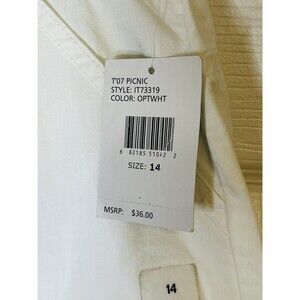 T'07 PICNIC
STYLE: IT73319
COLOR: OPTWHT
6 82185 51042 2
SIZE: 14
MSRP: $36.00
14